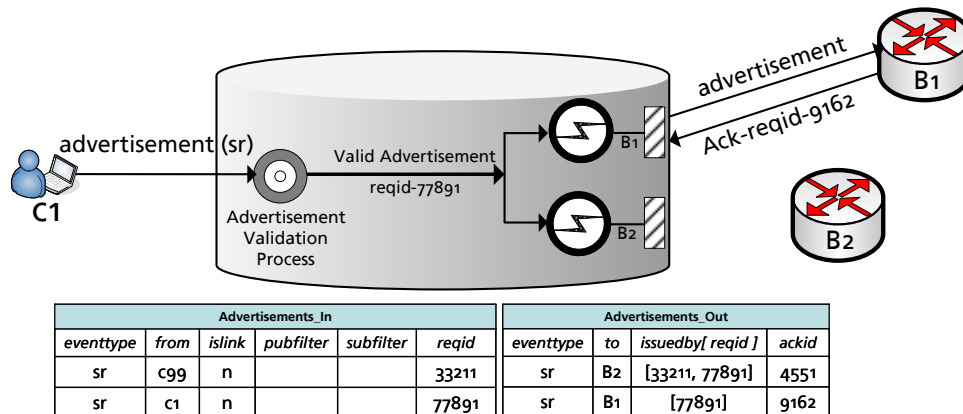 advertisement
B1
Ack-reqid-9162
advertisement (sr)
C1
Valid Advertisement
reqid-77891
Advertisement
Validation
Process
B1
B2
B2
Advertisements_In
eventtype from islink pubfilter subfilter reqid
sr c99 n 33211
sr c1 n 77891
Advertisements_Out
eventtype to issuedby[ reqid ] ackid
sr B2 [33211, 77891] 4551
sr B1 [77891] 9162